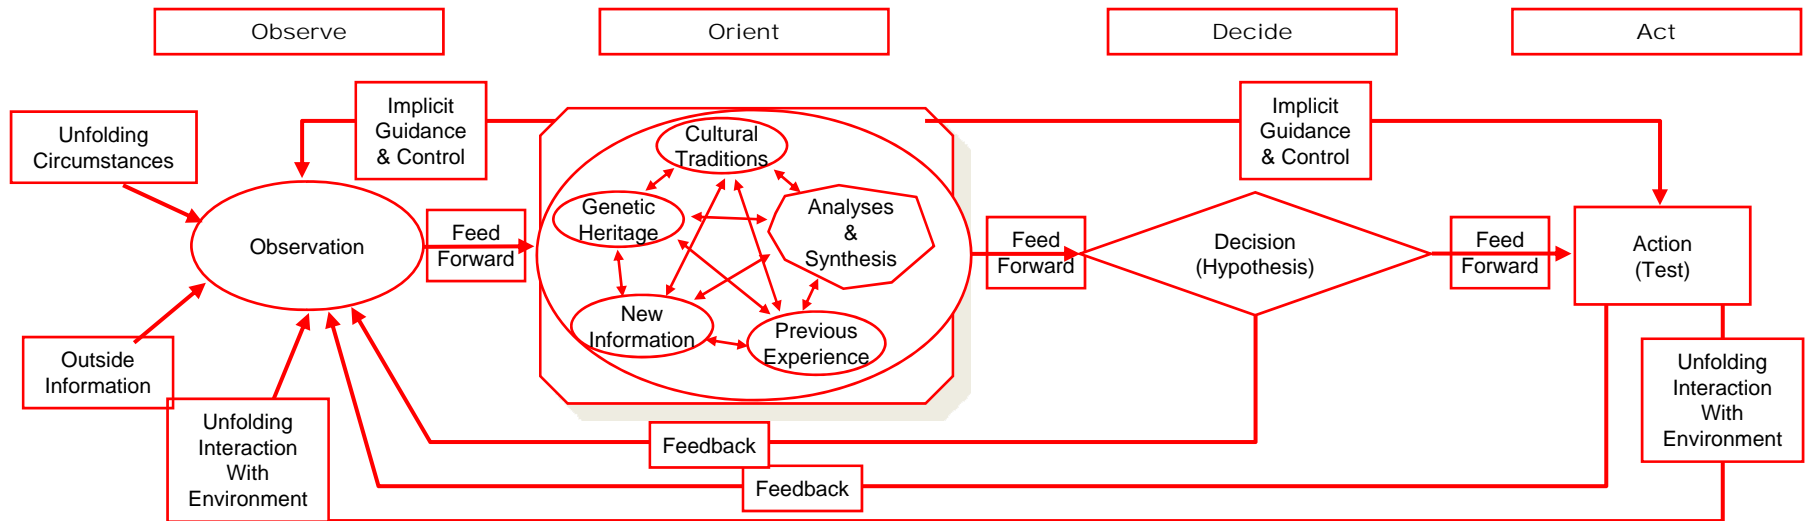 Observe
Orient
Decide
Act
Implicit
Guidance
& Control
Implicit
Guidance
& Control
Unfolding
Circumstances
Cultural
Traditions
Genetic
Heritage
Analyses
&
Synthesis
Observation
Feed
Forward
Feed
Forward
Decision
(Hypothesis)
Feed
Forward
Action
(Test)
New
Information
Previous
Experience
Outside
Information
Unfolding
Interaction
With
Environment
Unfolding
Interaction
With
Environment
Feedback
Feedback